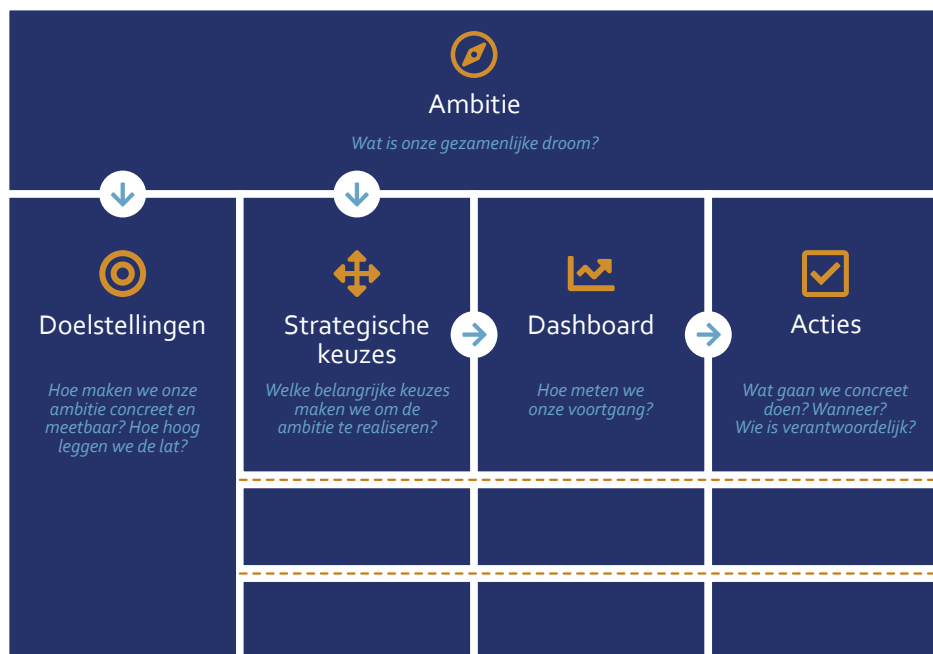 Ambitie
Wat is onze gezamenlijke droom?
Doelstellingen
Hoe maken we onze
ambitie concreet en
meetbaar? Hoe hoog
leggen we de lat?
Strategische
keuzes
Welke belangrijke keuzes
maken we om de
ambitie te realiseren?
Dashboard
Hoe meten we
onze voortgang?
Acties
Wat gaan we concreet
doen? Wanneer?
Wie is verantwoordelijk?